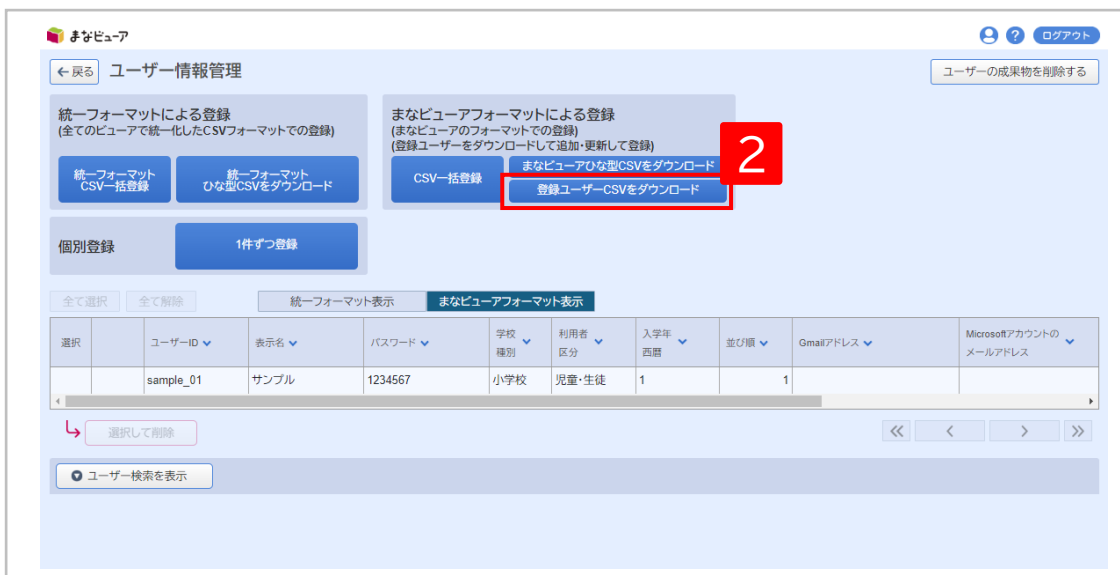 まなビューア
? ログアウト
←戻る ユーザー情報管理 ユーザーの成果物を削除する
統一フォーマットによる登録
(全てのビューアで統一化したCSVフォーマットでの登録)
統一フォーマット
CSV一括登録
統一フォーマット
ひな型CSVをダウンロード
まなビューアフォーマットによる登録
(まなビューアのフォーマットでの登録)
(登録ユーザーをダウンロードして追加・更新して登録)
CSV一括登録
まなビューアひな型CSVをダウンロード
登録ユーザーCSVをダウンロード
2
個別登録 1件ずつ登録
全て選択 全て解除 統一フォーマット表示 まなビューアフォーマット表示
選択 ユーザーID 表示名 パスワード 学校種別 利用者区分 入学年西暦 並び順 Gmailアドレス Microsoftアカウントのメールアドレス
sample_01 サンプル 1234567 小学校 児童・生徒 1 1
選択して削除
ユーザー検索を表示